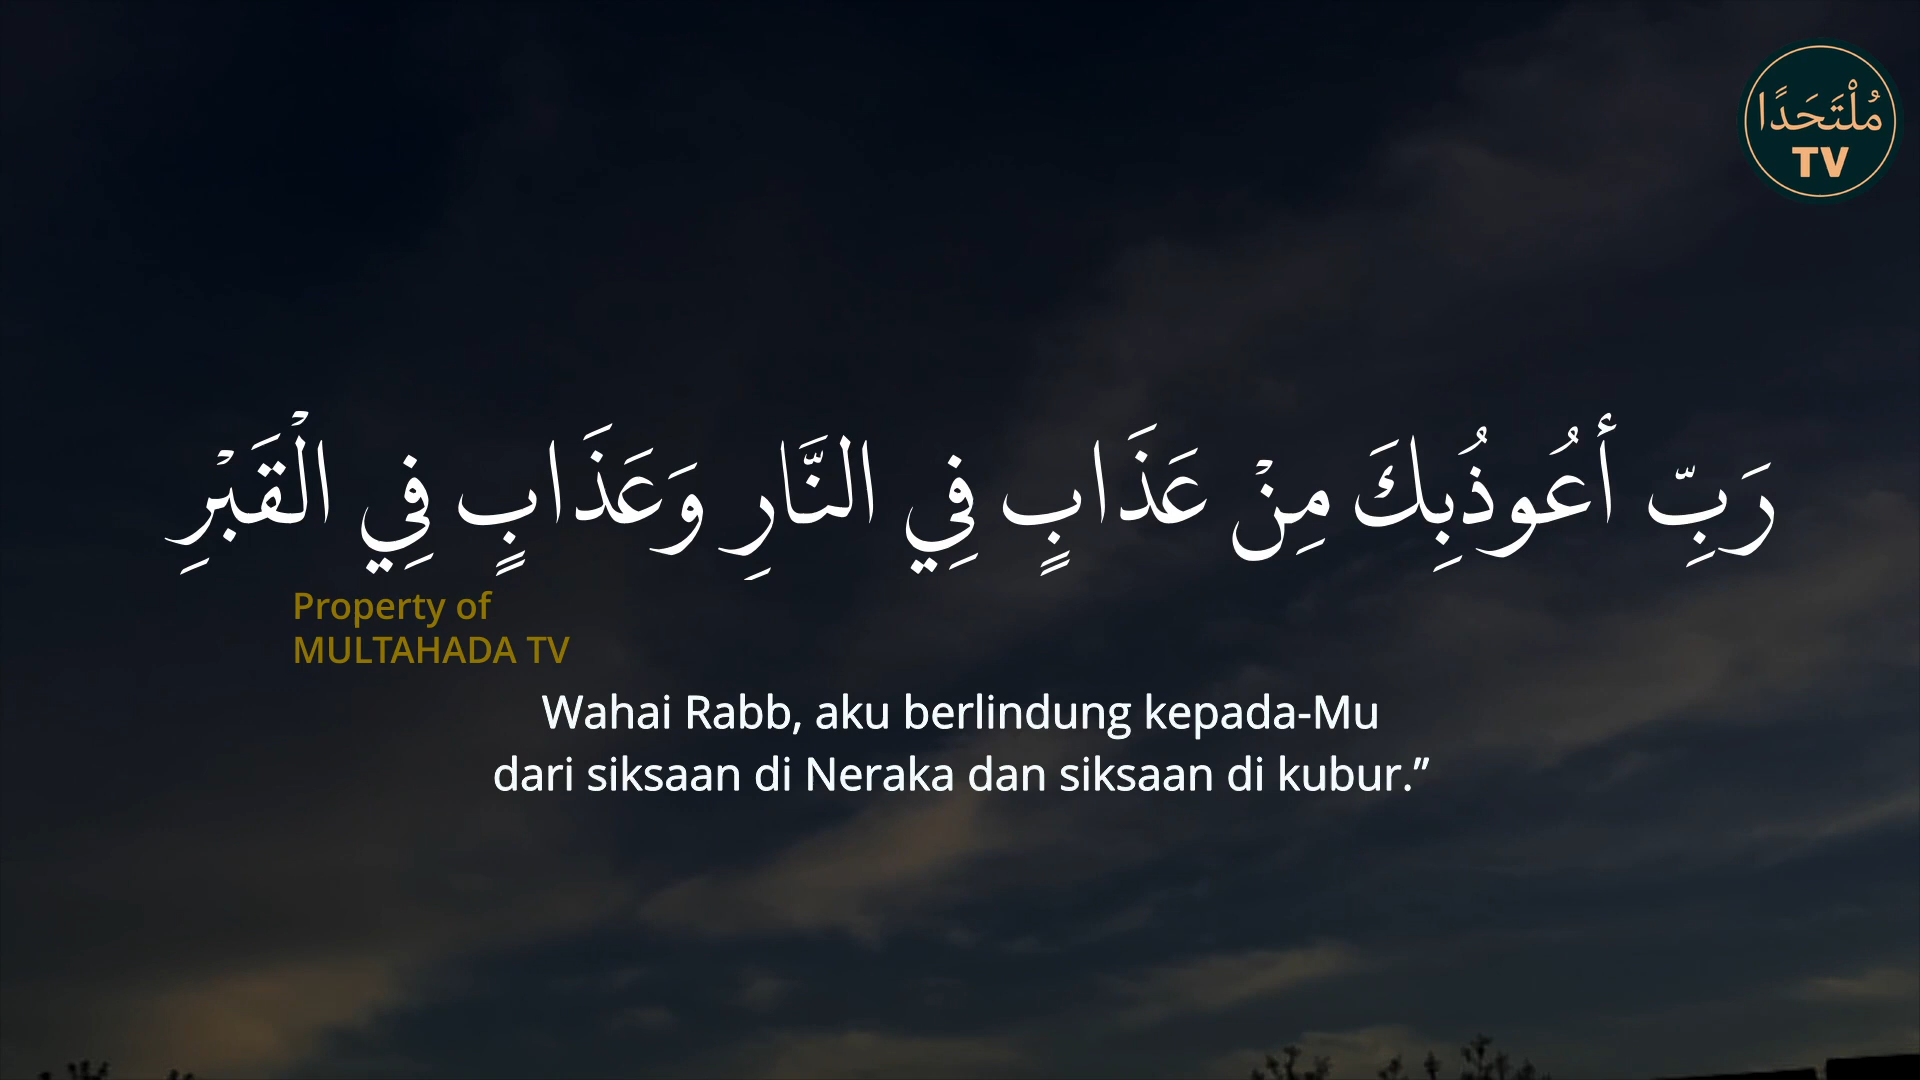 مُلْتَحَدًا
TV
رَبِّ أَعُوذُبِكَ مِنْ عَذَابٍ فِي النَّارِ وَعَذَابٍ فِي الْقَبْرِ
Property of
MULTAHADA TV
Wahai Rabb, aku berlindung kepada-Mu
dari siksaan di Neraka dan siksaan di kubur.”